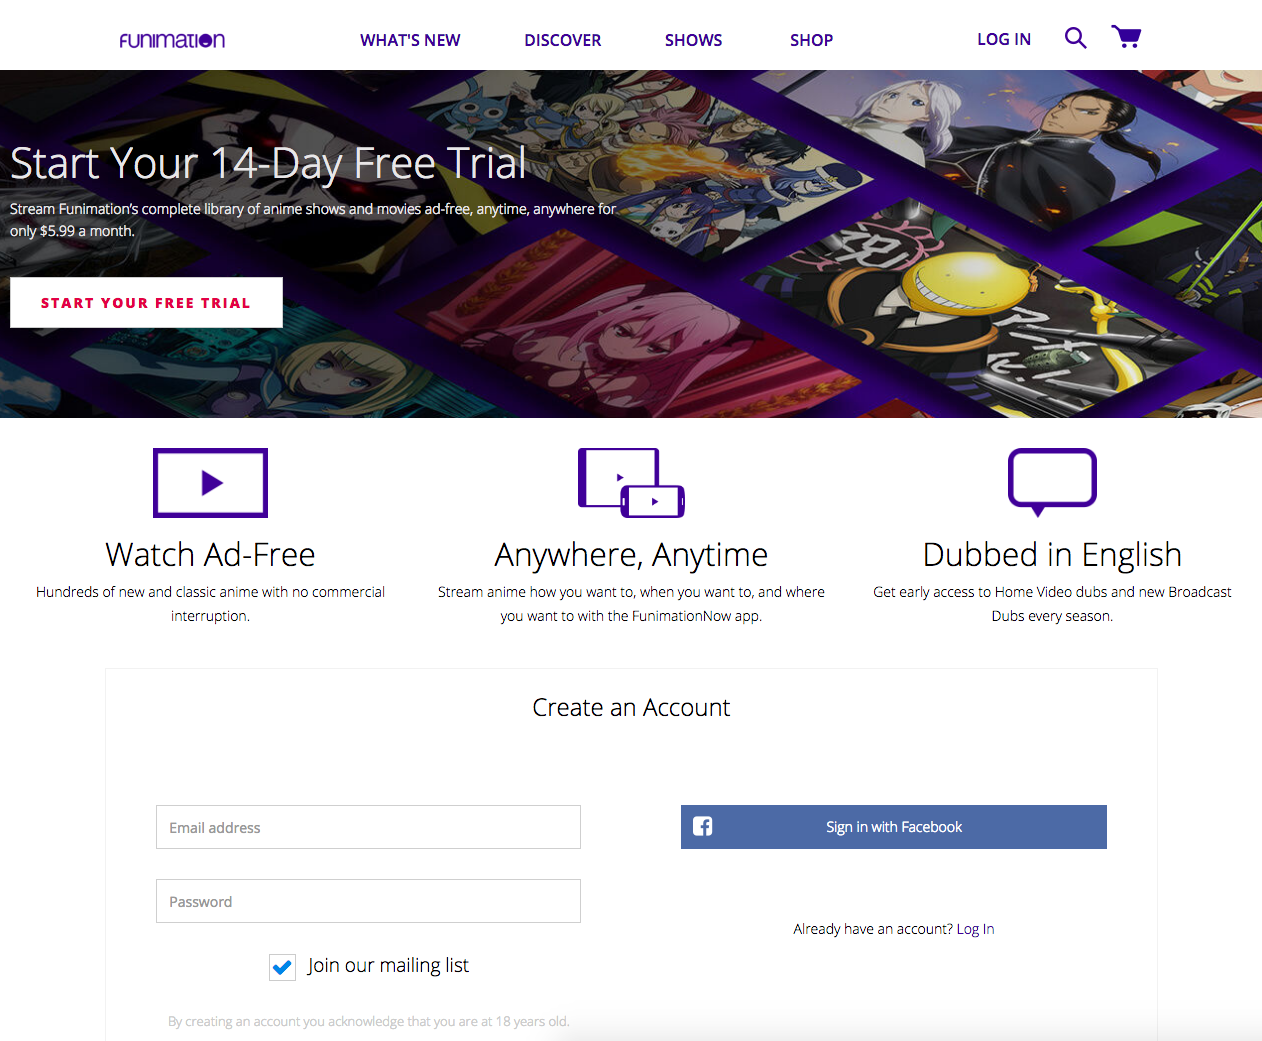 FUNIMATION
WHAT'S NEW
DISCOVER
SHOWS
SHOP
LOG IN
Start Your 14-Day Free Trial
Stream Funimation's complete library of anime shows and movies ad-free, anytime, anywhere for
only $5.99 a month.
START YOUR FREE TRIAL
祝
Watch Ad-Free
Hundreds of new and classic anime with no commercial
interruption.
Anywhere, Anytime
Stream anime how you want to, when you want to, and where
you want to with the FunimationNow app.
Dubbed in English
Get early access to Home Video dubs and new Broadcast
Dubs every season.
Create an Account
Email address
Password
Join our mailing list
By creating an account you acknowledge that you are at 18 years old.
Sign in with Facebook
Already have an account? Log In